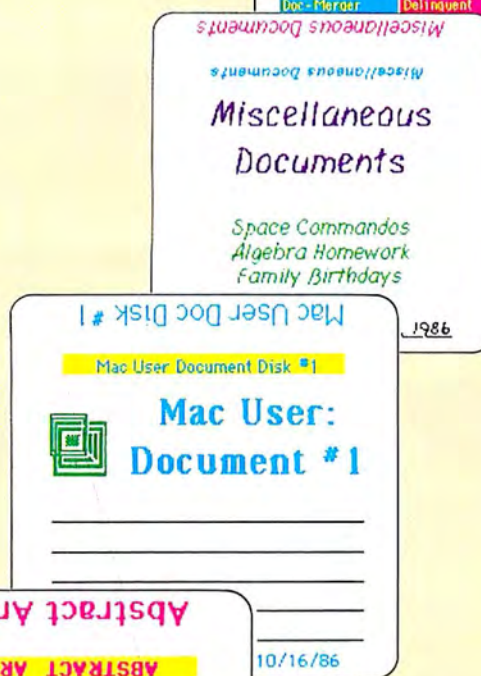 Doc-Merger
Delinquent
Miscellaneous Documents
Miscellaneous Documents
Miscellaneous
Documents
Space Commandos
Algebra Homework
Family Birthdays
1986
Mac User Doc Disk #1
Mac User Document Disk #1
Mac User:
Document #1
10/16/86
Abstract Ar
ABSTRACT AR